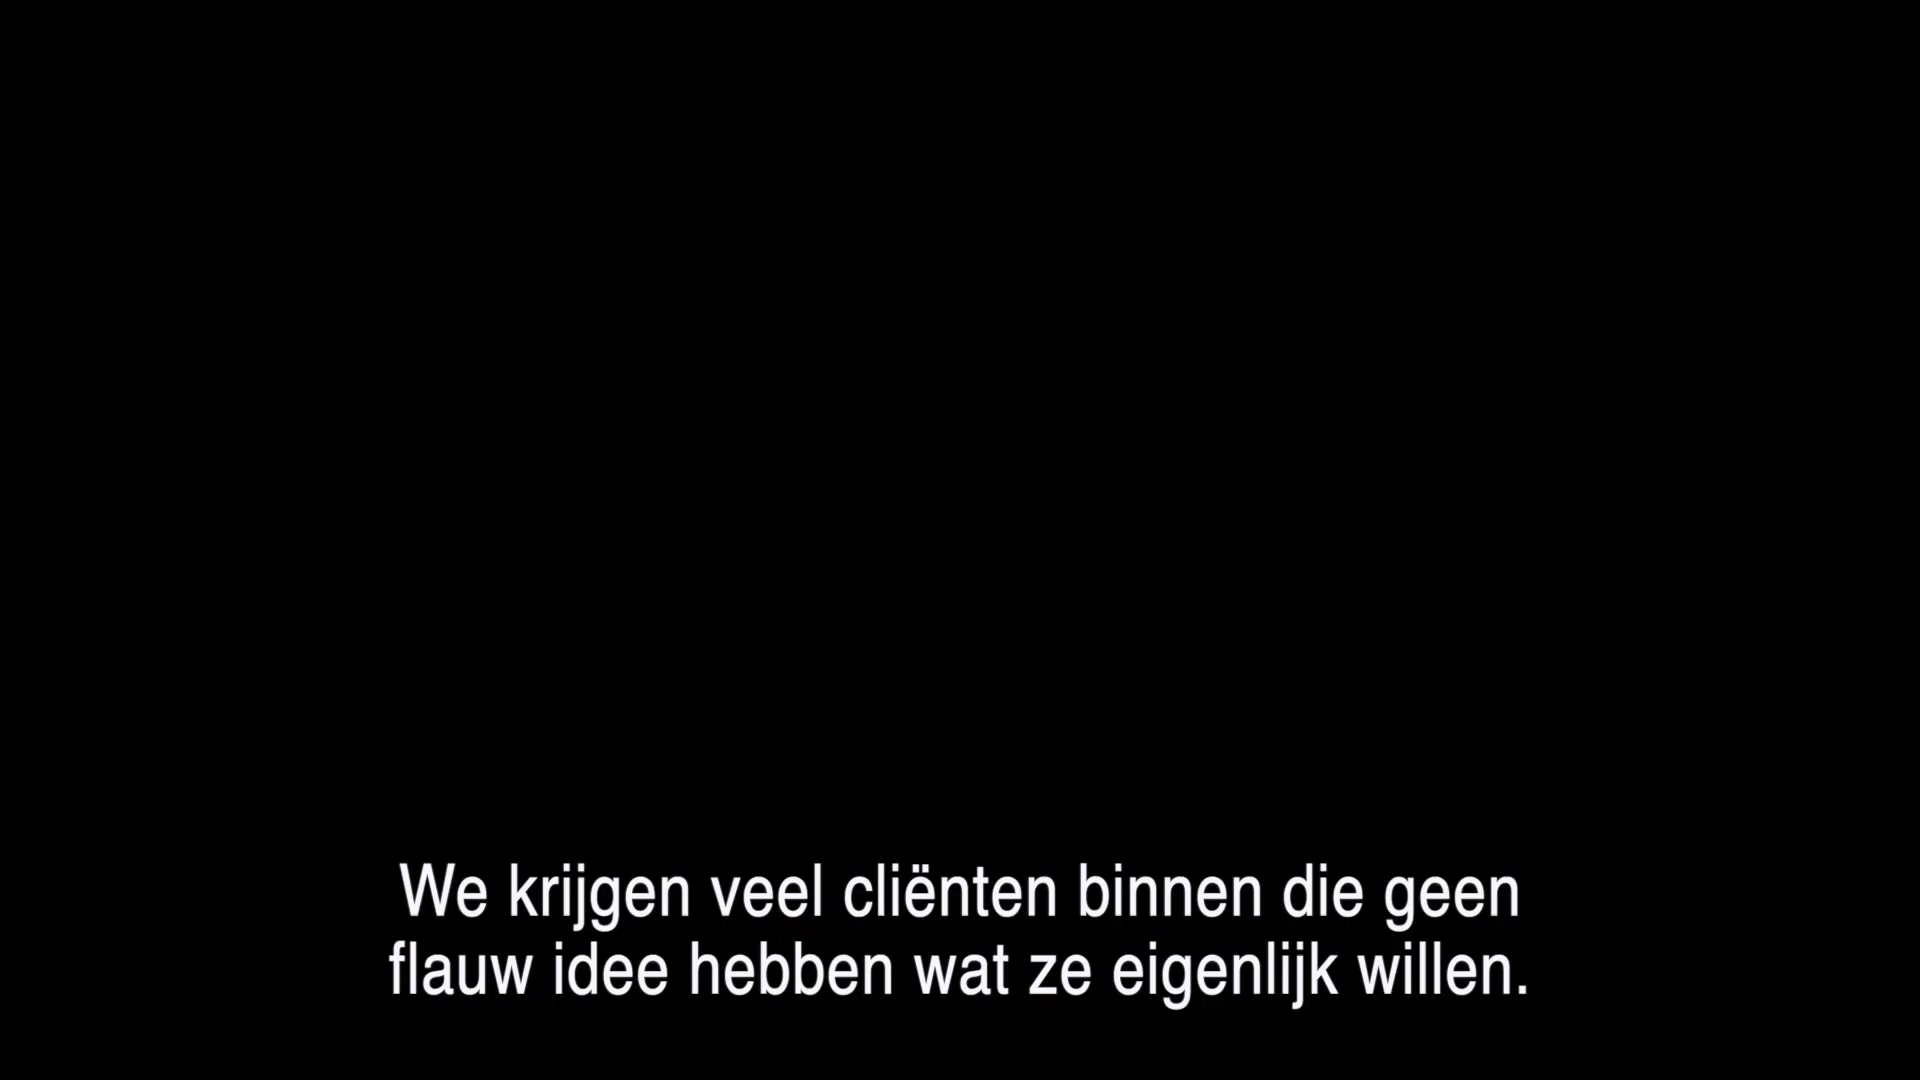 We krijgen veel cliënten binnen die geen
flauw idee hebben wat ze eigenlijk willen.